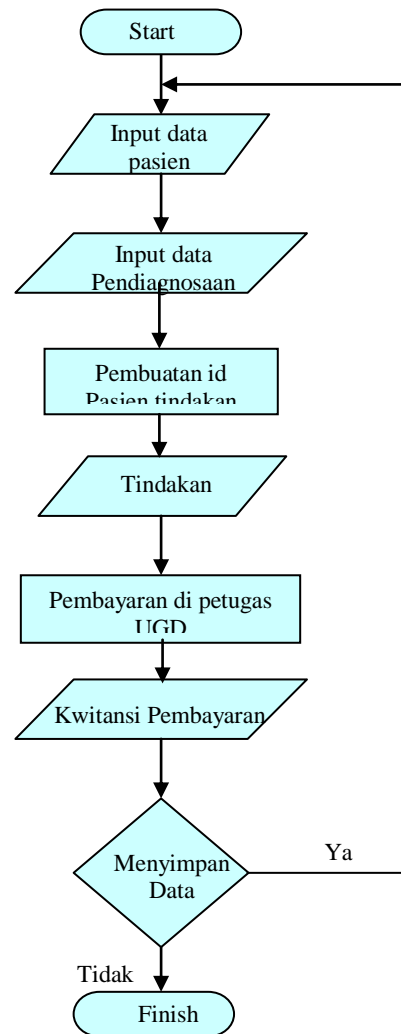 Start
Input data
pasien
Input data
Pendiagnosaan
Pembuatan id
Pasien tindakan
Tindakan
Pembayaran di petugas
UGD
Kwitansi Pembayaran
Menyimpan
Data
Ya
Tidak
Finish